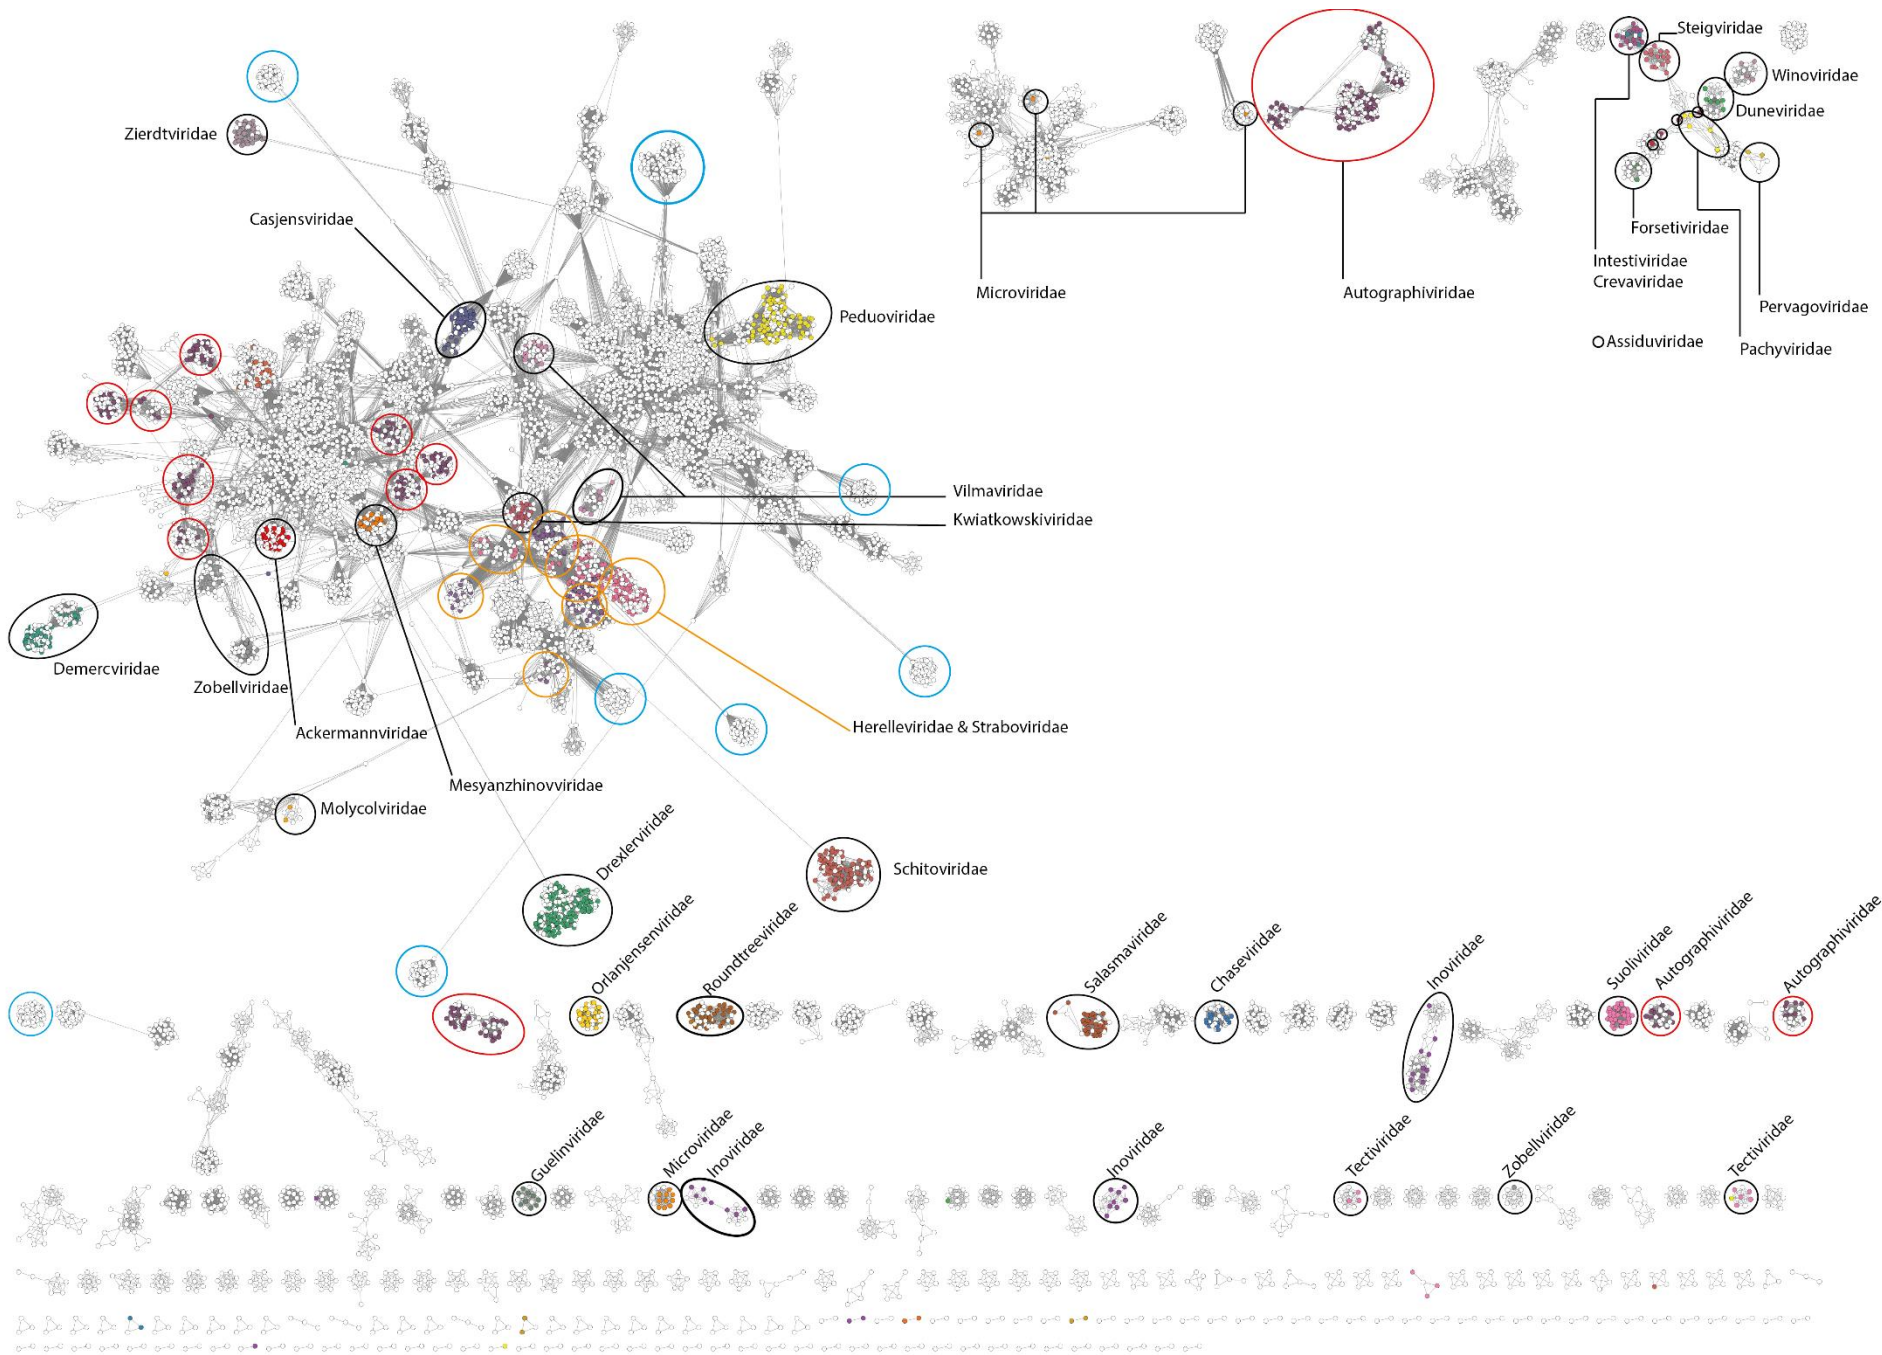 Steigviridae
Winoviridae
Duneviridae
Zierdtviridae
Casjensviridae
Forsetiviridae
Intestiviridae
Crevaviridae
Microviridae
Autographiviridae
Pervagoviridae
Peduoviridae
Assiduviridae
Pachyviridae
Vilmaviridae
Kwiatkowskiviridae
Demercviridae
Zobellviridae
Ackermannviridae
Herelleviridae & Straboviridae
Mesyanzhinovviridae
Molycolviridae
Drexlerviridae
Schitoviridae
Orlanjensenviridae
Roundtreeviridae
Salasmaviridae
Chaseviridae
Inoviridae
Suoliviridae
Autographiviridae
Autographiviridae
Guelinviridae
Microviridae
Inoviridae
Inoviridae
Tectiviridae
Zobellviridae
Tectiviridae